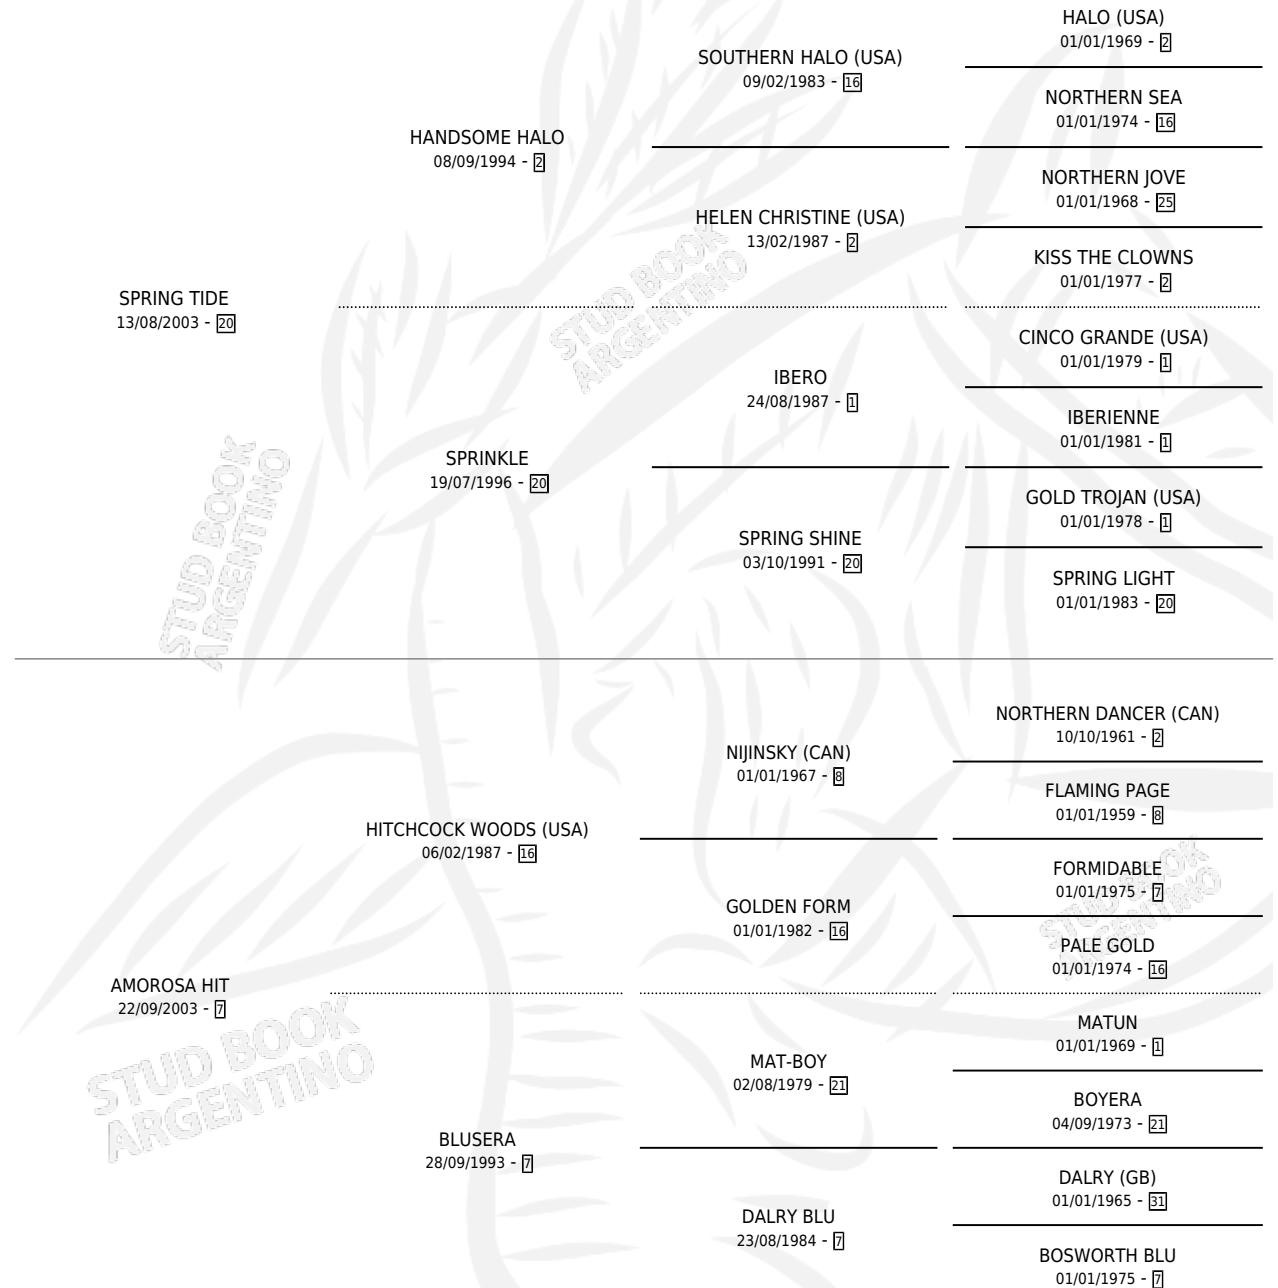 HALO (USA)
01/01/1969 - 2
SOUTHERN HALO (USA)
09/02/1983 - 16
NORTHERN SEA
01/01/1974 - 16
HANDSOME HALO
08/09/1994 - 2
NORTHERN JOVE
01/01/1968 - 25
HELEN CHRISTINE (USA)
13/02/1987 - 2
KISS THE CLOWNS
01/01/1977 - 2
SPRING TIDE
13/08/2003 - 20
STUD BOOK
ARGENTINO
CINCO GRANDE (USA)
01/01/1979 - 1
IBERO
24/08/1987 - 1
IBERIENNE
01/01/1981 - 1
SPRINKLE
19/07/1996 - 20
GOLD TROJAN (USA)
01/01/1978 - 1
SPRING SHINE
03/10/1991 - 20
SPRING LIGHT
01/01/1983 - 20
STUD BOOK
ARGENTINO
NORTHERN DANCER (CAN)
10/10/1961 - 2
NIJINSKY (CAN)
01/01/1967 - 8
FLAMING PAGE
01/01/1959 - 8
HITCHCOCK WOODS (USA)
06/02/1987 - 16
FORMIDABLE
01/01/1975 - 7
GOLDEN FORM
01/01/1982 - 16
PALE GOLD
01/01/1974 - 16
STUD BOOK
ARGENTINO
AMOROSA HIT
22/09/2003 - 7
STUD BOOK
ARGENTINO
MATUN
01/01/1969 - 1
MAT-BOY
02/08/1979 - 21
BOYERA
04/09/1973 - 21
BLUSERA
28/09/1993 - 7
DALRY (GB)
01/01/1965 - 31
DALRY BLU
23/08/1984 - 7
BOSWORTH BLU
01/01/1975 - 7